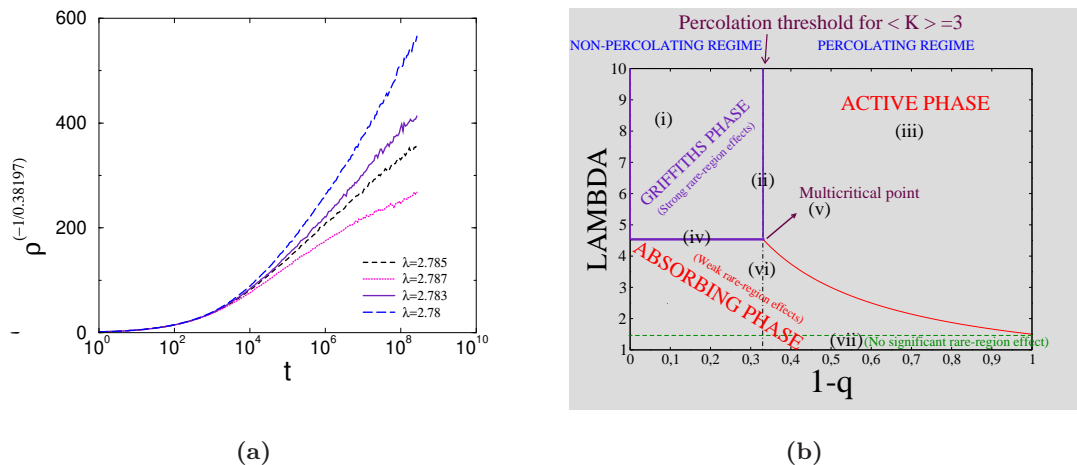 600
400
200
0
ρ(-1/0.38197)
10^0
10^2
10^4
10^6
10^8
10^10
t
λ=2.785
λ=2.787
λ=2.783
λ=2.78
(a)
Percolation threshold for < K > =3
NON-PERCOLATING REGIME
PERCOLATING REGIME
10
9
8
7
6
5
4
3
2
1
LAMBDA
(i)
GRIFFITHS PHASE
(Strong rare-region effects)
(ii)
ACTIVE PHASE
(iii)
Multicritical point
(v)
(iv)
(Weak rare-region effects)
(vi)
ABSORBING PHASE
(vii)
(No significant rare-region effect)
0
0,1
0,2
0,3
0,4
0,5
0,6
0,7
0,8
0,9
1
1-q
(b)